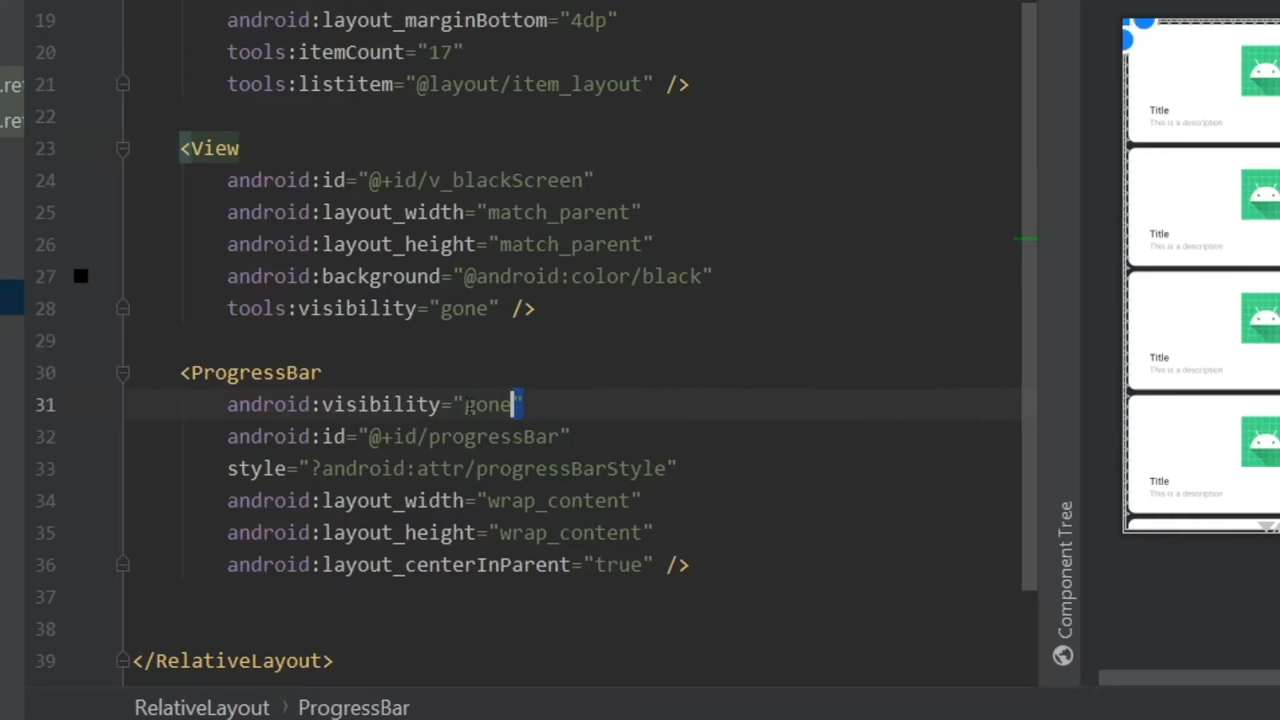 19 android:layout_marginBottom="4dp"
20 tools:itemCount="17"
21 tools:listitem="@layout/item_layout" />
22
23 <View
24 android:id="@+id/v_blackScreen"
25 android:layout_width="match_parent"
26 android:layout_height="match_parent"
27 android:background="@android:color/black"
28 tools:visibility="gone" />
29
30 <ProgressBar
31 android:visibility="gone"
32 android:id="@+id/progressBar"
33 style="?android:attr/progressBarStyle"
34 android:layout_width="wrap_content"
35 android:layout_height="wrap_content"
36 android:layout_centerInParent="true" />
37
38
39 </RelativeLayout>
RelativeLayout › ProgressBar
.re
.re
Component Tree
Title
This is a description
Title
This is a description
Title
This is a description
Title
This is a description